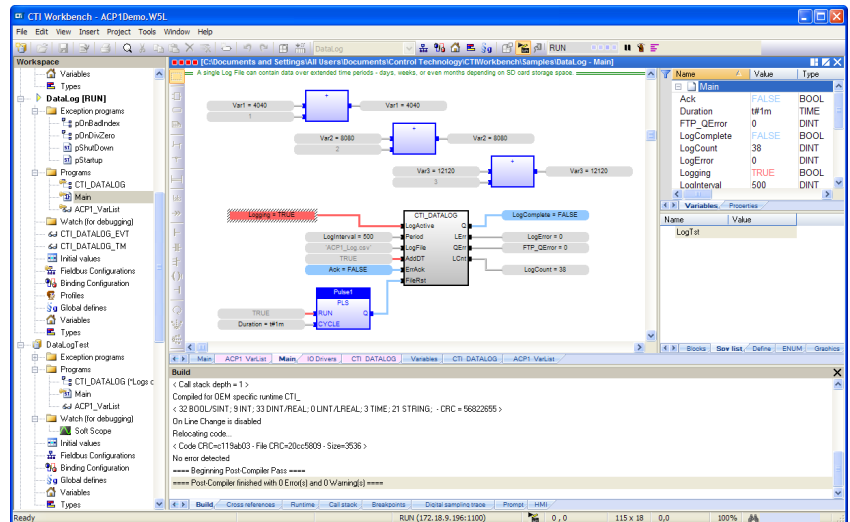 CTI Workbench - ACP1Demo.W5L
File Edit View Insert Project Tools Window Help
DataLog RUN
Workspace
Variables
Types
DataLog [RUN]
Exception programs
pOnBadIndex
pOnDivZero
pShutDown
pStartup
Programs
CTI_DATALOG
Main
ACP1_VarList
Watch (for debugging)
CTI_DATALOG_EVT
CTI_DATALOG_TM
Initial values
Fieldbus Configurations
Binding Configuration
Profiles
Global defines
Variables
Types
DataLogTest
Exception programs
Programs
CTI_DATALOG (*Logs c
Main
ACP1_VarList
Watch (for debugging)
Soft Scope
Initial values
Fieldbus Configurations
Binding Configuration
Global defines
Variables
Types
[C:\Documents and Settings\All Users\Documents\Control Technology\CTIWorkbench\Samples\DataLog - Main]
A single Log File can contain data over extended time periods - days, weeks, or even months depending on SD card storage space.
Var1 = 4040 + Var1 = 4040
1
Var2 = 8080 + Var2 = 8080
2
Var3 = 12120 + Var3 = 12120
3
Logging = TRUE CTI_DATALOG LogComplete = FALSE
LogActive Q
LogInterval = 500 Period LErr LogError = 0
'ACP1_Log.csv' LogFile QErr FTP_QError = 0
TRUE AddDT LCnt LogCount = 38
Ack = FALSE ErrAck
FileRst
Pulse1
PLS
TRUE RUN Q
Duration = t#1m CYCLE
Main ACP1 VarList Main IO Drivers CTI DATALOG Variables CTI DATALOG ACP1 VarList
Name Value Type
Main
Ack FALSE BOOL
Duration t#1m TIME
FTP_QError 0 DINT
LogComplete FALSE BOOL
LogCount 38 DINT
LogError 0 DINT
Logging TRUE BOOL
LogInterval 500 DINT
Variables Properties
Name Value
LogTst
Blocks Spy list Define ENUM Graphics
Build
< Call stack depth = 1 >
Compiled for OEM specific runtime CTI_
< 32 BOOL/SINT; 9 INT; 33 DINT/REAL; 0 LINT/LREAL; 3 TIME; 21 STRING; - CRC = 56822655 >
On Line Change is disabled
Relocating code...
< Code CRC=c119ab03 - File CRC=20cc5809 - Size=3536 >
No error detected
==== Beginning Post-Compiler Pass ====
==== Post-Compiler finished with 0 Error(s) and 0 Warning(s) ====
Build Cross references Runtime Call stack Breakpoints Digital sampling trace Prompt HMI
Ready RUN (172.18.9.196:1100) 0 , 0 115 x 18 0,0 100%